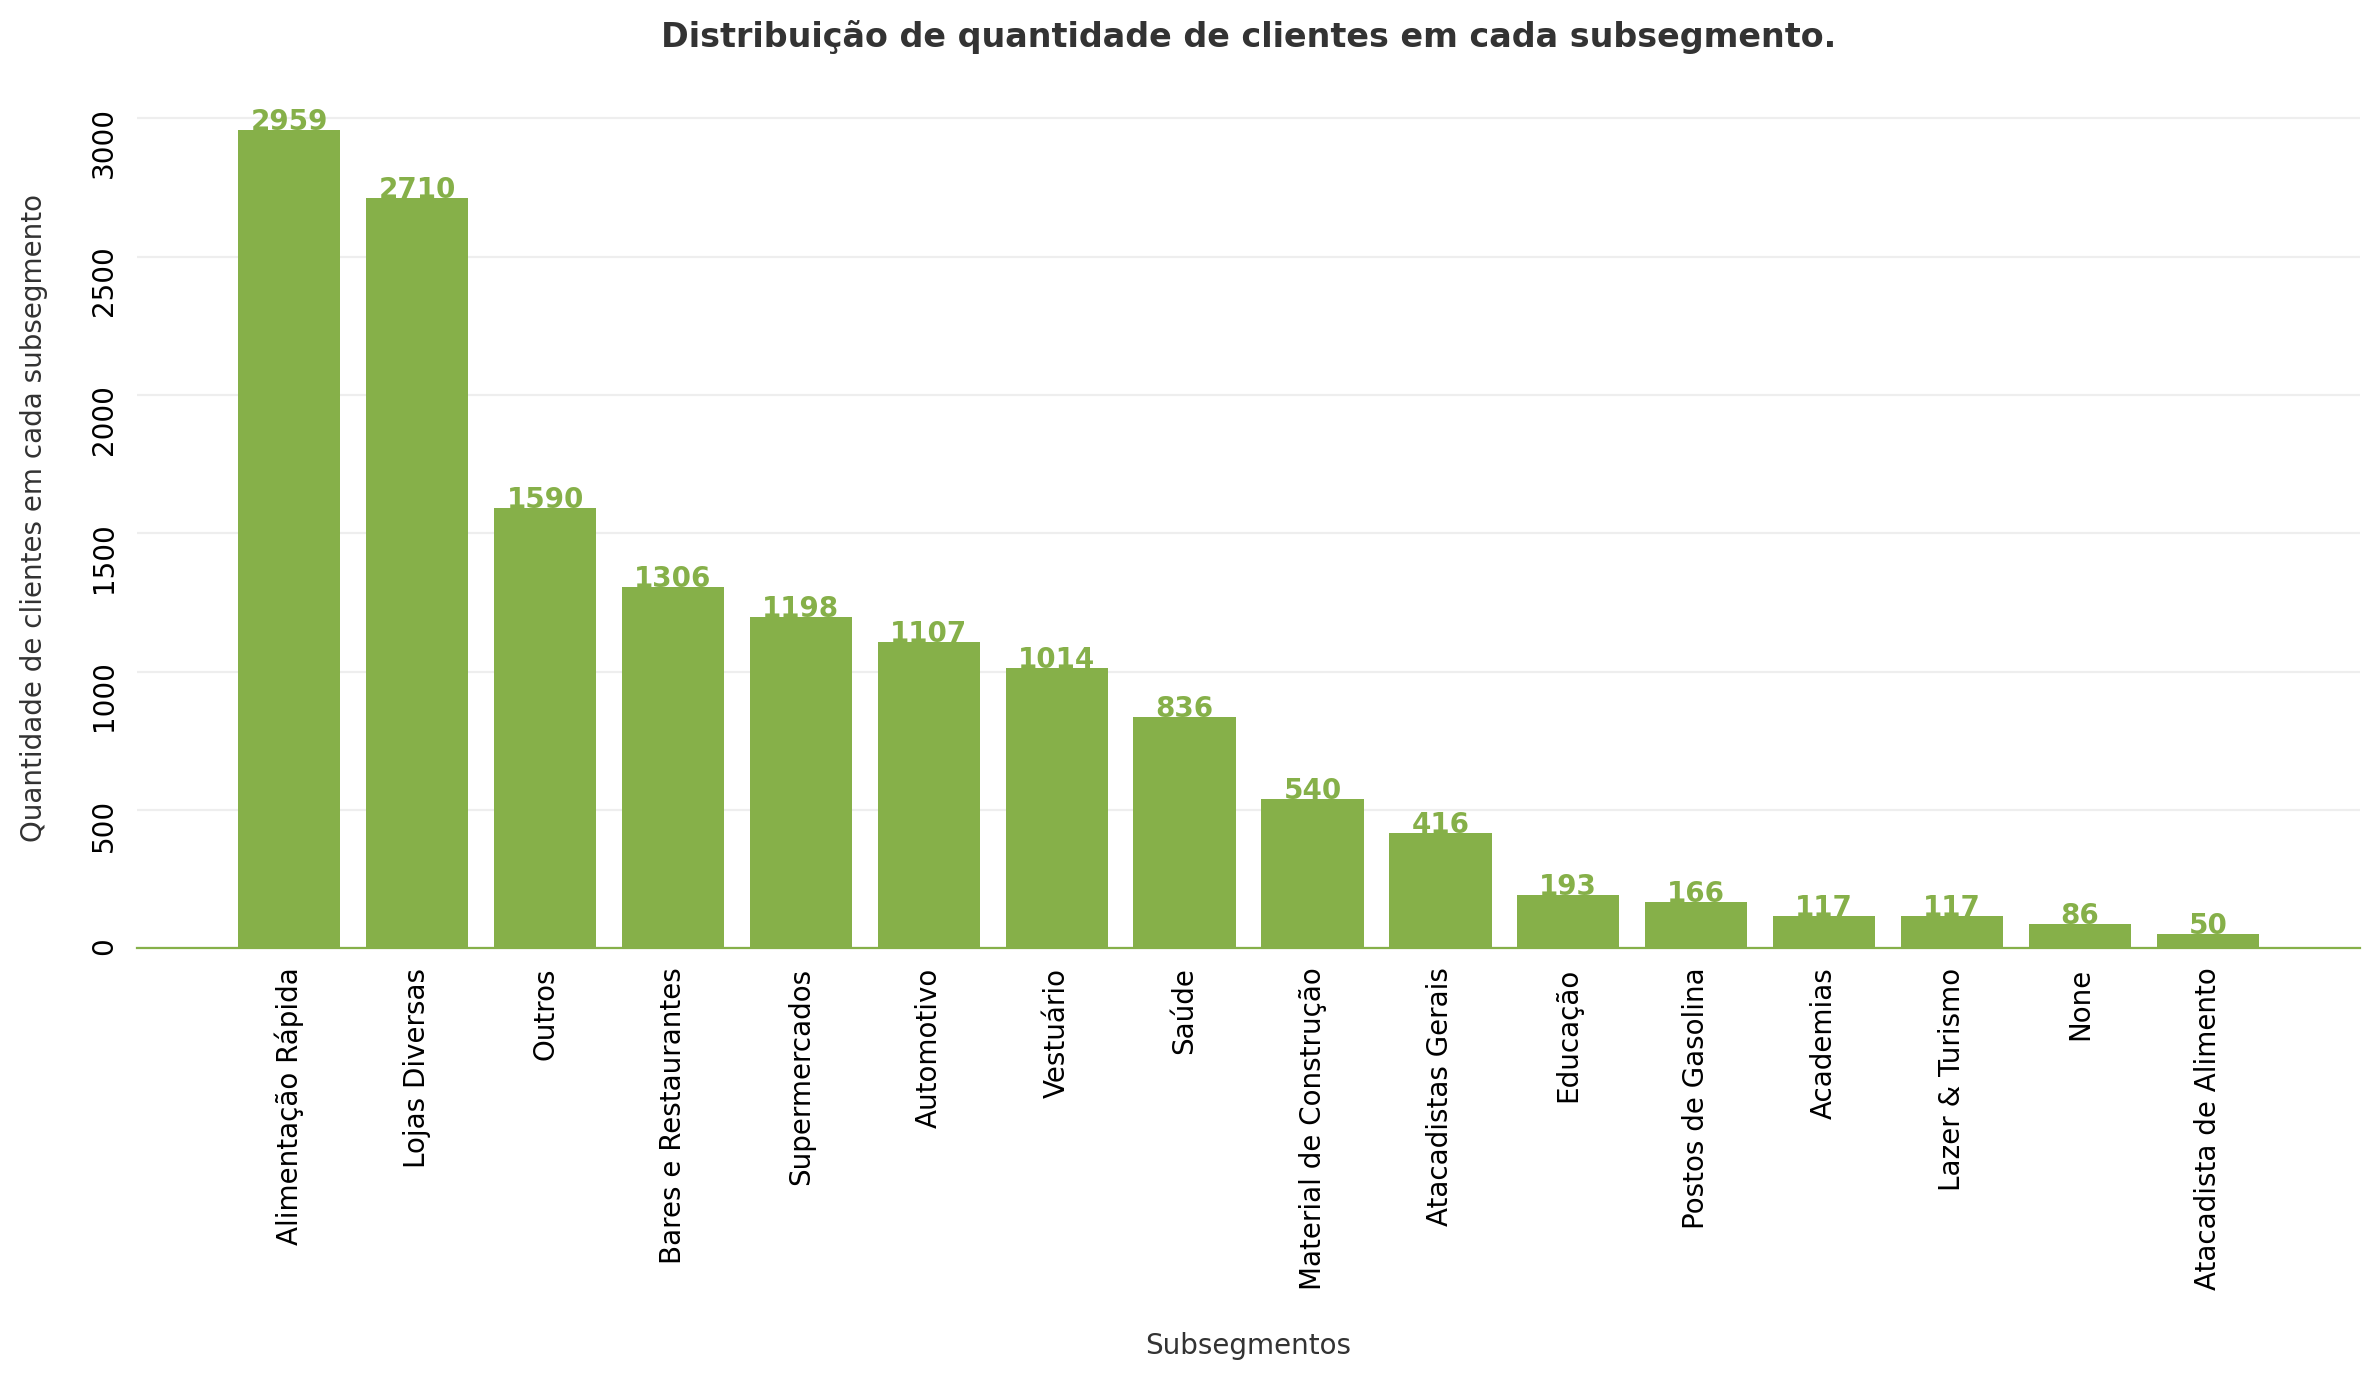 Distribuição de quantidade de clientes em cada subsegmento.
Quantidade de clientes em cada subsegmento
3000
2500
2000
1500
1000
500
0
2959
2710
1590
1306
1198
1107
1014
836
540
416
193
166
117
117
86
50
Alimentação Rápida
Lojas Diversas
Outros
Bares e Restaurantes
Supermercados
Automotivo
Vestuário
Saúde
Material de Construção
Atacadistas Gerais
Educação
Postos de Gasolina
Academias
Lazer & Turismo
None
Atacadista de Alimento
Subsegmentos